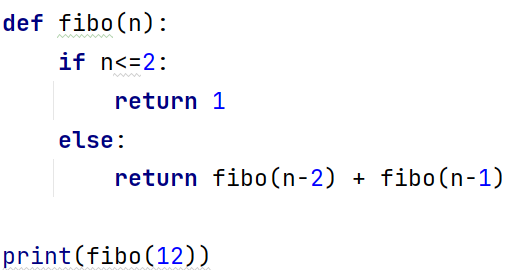 def fibo(n):
    if n<=2:
        return 1
    else:
        return fibo(n-2) + fibo(n-1)

print(fibo(12))